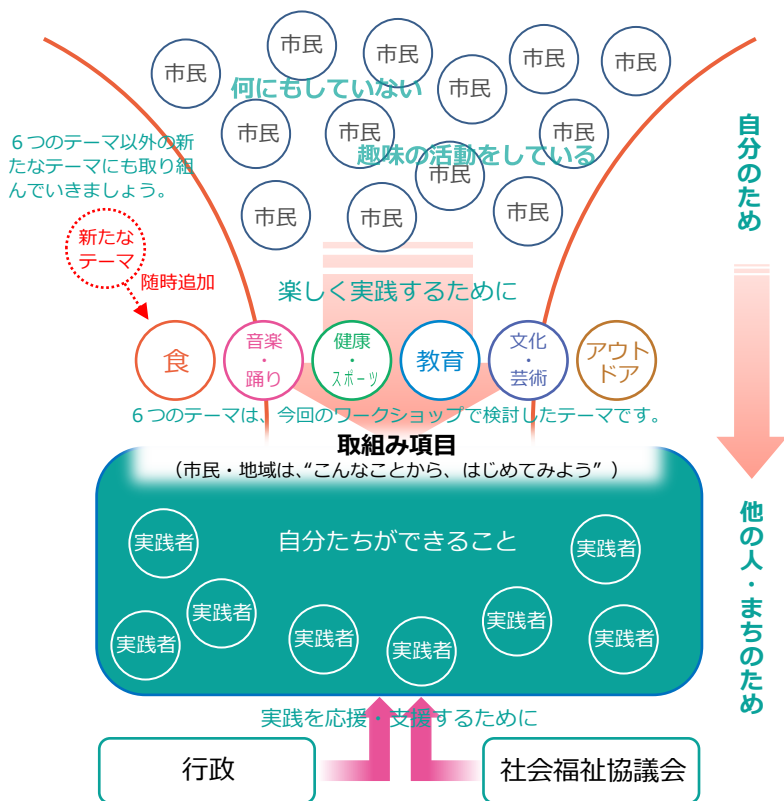 市民
市民
市民
市民
市民
市民
市民
何にもしていない
市民
市民
市民
趣味の活動をしている
市民
市民
市民
市民
６つのテーマ以外の新
たなテーマにも取り組
んでいきましょう。
新たな
テーマ
随時追加
自分のため
楽しく実践するために
食
音楽
・
踊り
健康
・
スポーツ
教育
文化
・
芸術
アウト
ドア
６つのテーマは、今回のワークショップで検討したテーマです。
取組み項目
（市民・地域は、“こんなことから、はじめてみよう” ）
自分たちができること
実践者
実践者
実践者
実践者
実践者
実践者
実践者
実践者
他の人・まちのため
実践を応援・支援するために
行政
社会福祉協議会